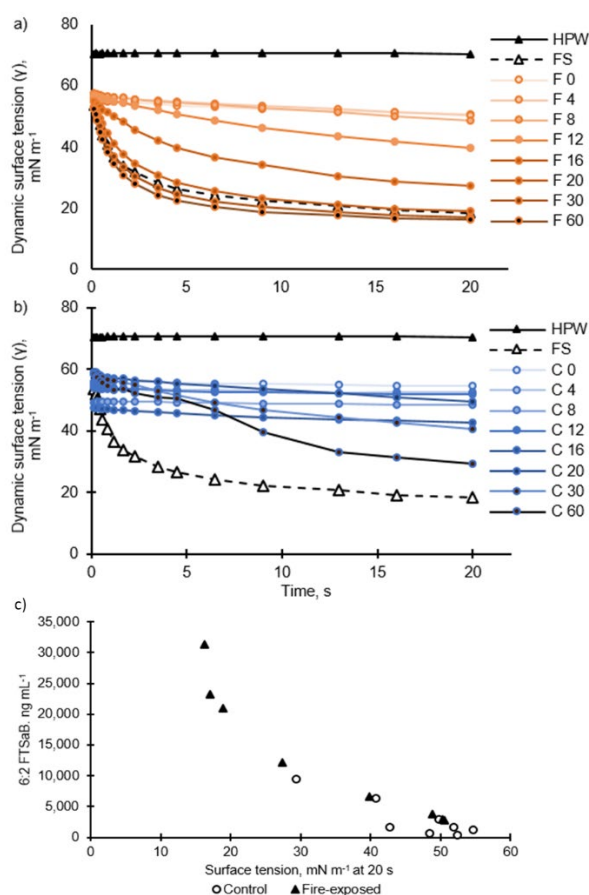 a)
80
60
40
20
0
Dynamic surface tension (γ),
mN m⁻¹
0
5
10
15
20
HPW
FS
F 0
F 4
F 8
F 12
F 16
F 20
F 30
F 60
b)
80
60
40
20
0
Dynamic surface tension (γ),
mN m⁻¹
0
5
10
15
20
Time, s
HPW
FS
C 0
C 4
C 8
C 12
C 16
C 20
C 30
C 60
c)
35,000
30,000
25,000
20,000
15,000
10,000
5,000
0
6:2 FTSaB. ng mL⁻¹
0
10
20
30
40
50
60
Surface tension, mN m⁻¹ at 20 s
Control
Fire-exposed